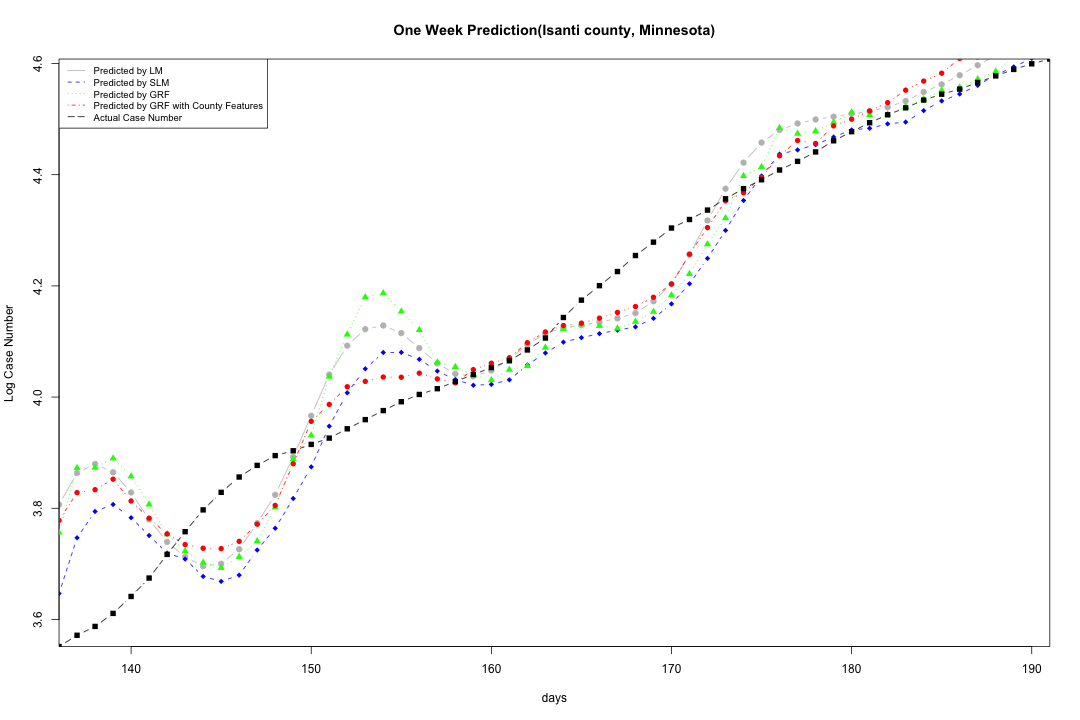 One Week Prediction(Isanti county, Minnesota)
Predicted by LM
Predicted by SLM
Predicted by GRF
Predicted by GRF with County Features
Actual Case Number
Log Case Number
4.6
4.4
4.2
4.0
3.8
3.6
140 150 160 170 180 190
days